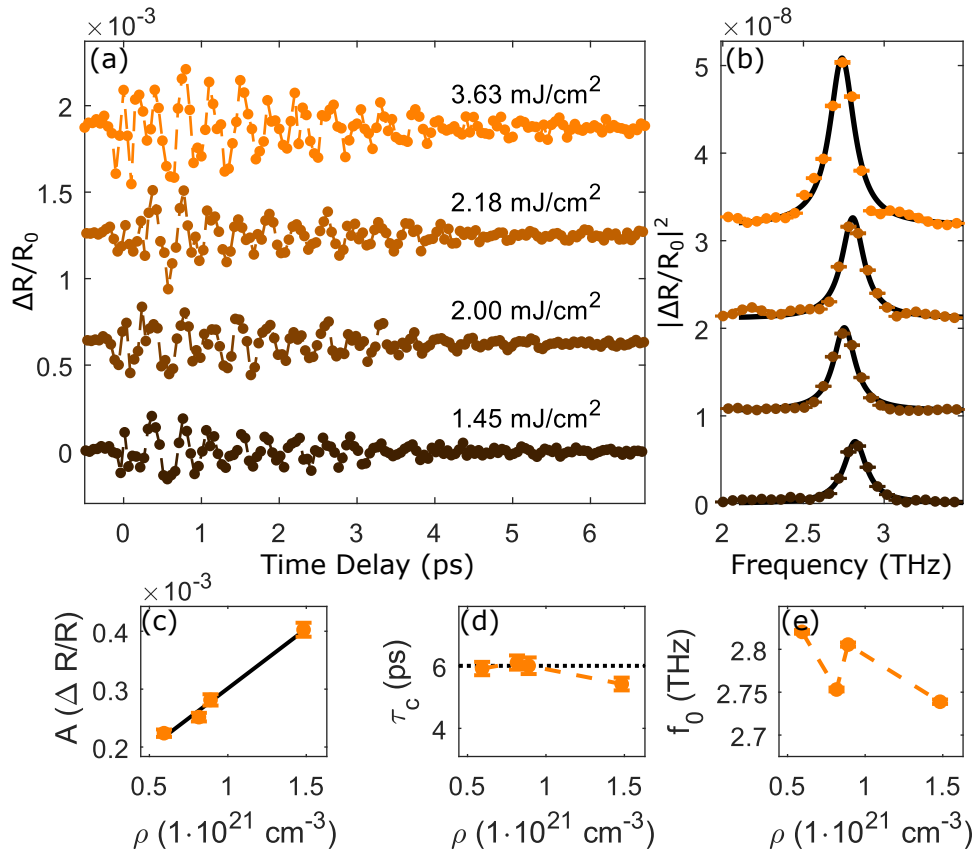 ×10⁻³
(a)
3.63 mJ/cm²
2.18 mJ/cm²
2.00 mJ/cm²
1.45 mJ/cm²
2
1.5
1
0.5
0
ΔR/R₀
0 1 2 3 4 5 6
Time Delay (ps)
×10⁻⁸
(b)
5
4
3
2
1
0
|ΔR/R₀|²
2 2.5 3
Frequency (THz)
×10⁻³
(c)
0.4
0.3
0.2
A (Δ R/R)
0.5 1 1.5
ρ (1·10²¹ cm⁻³)
(d)
6
4
τ_c (ps)
0.5 1 1.5
ρ (1·10²¹ cm⁻³)
(e)
2.8
2.75
2.7
f₀ (THz)
0.5 1 1.5
ρ (1·10²¹ cm⁻³)